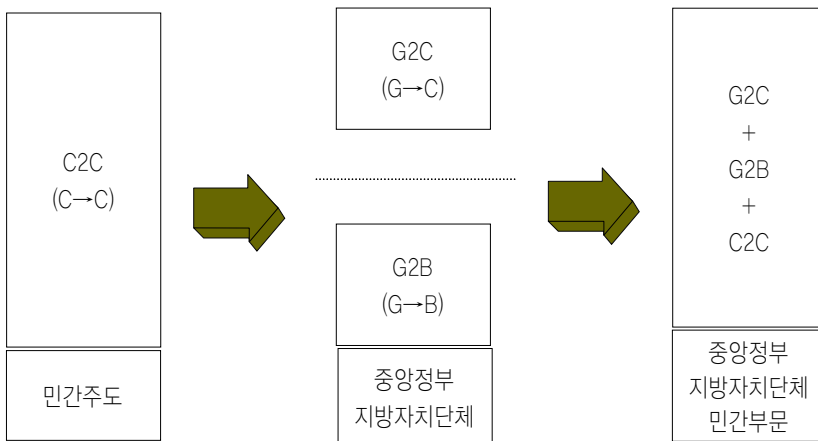 C2C
(C→C)
민간주도
G2C
(G→C)
G2B
(G→B)
중앙정부
지방자치단체
G2C
+
G2B
+
C2C
중앙정부
지방자치단체
민간부문